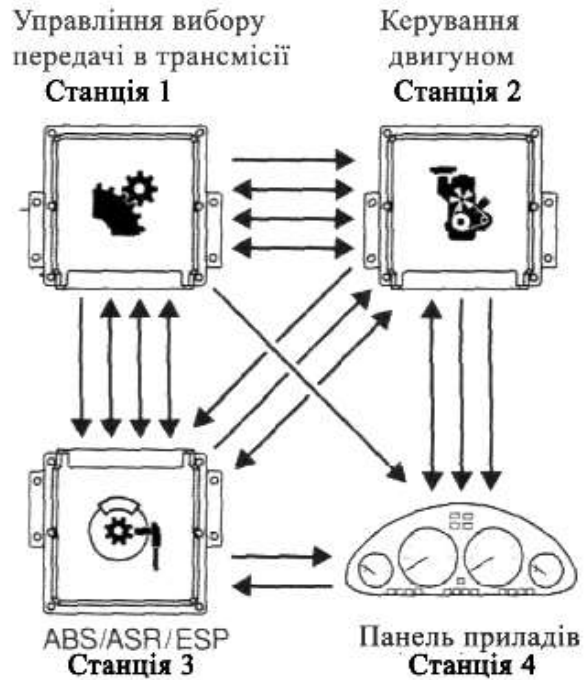 Управління вибору
передачі в трансмісії
Станція 1
Керування
двигуном
Станція 2
ABS/ASR/ESP
Станція 3
Панель приладів
Станція 4